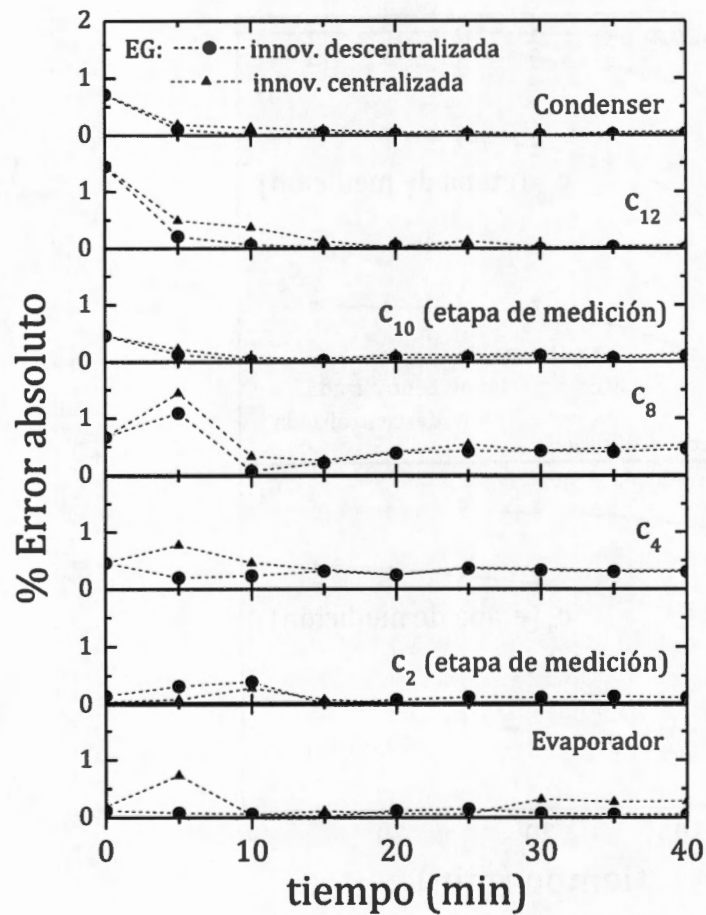 2
EG: innov. descentralizada
innov. centralizada
1
Condenser
0
1
C12
0
1
C10 (etapa de medición)
0
1
C8
0
1
C4
0
1
C2 (etapa de medición)
0
Evaporador
1
0
0 10 20 30 40
tiempo (min)
% Error absoluto